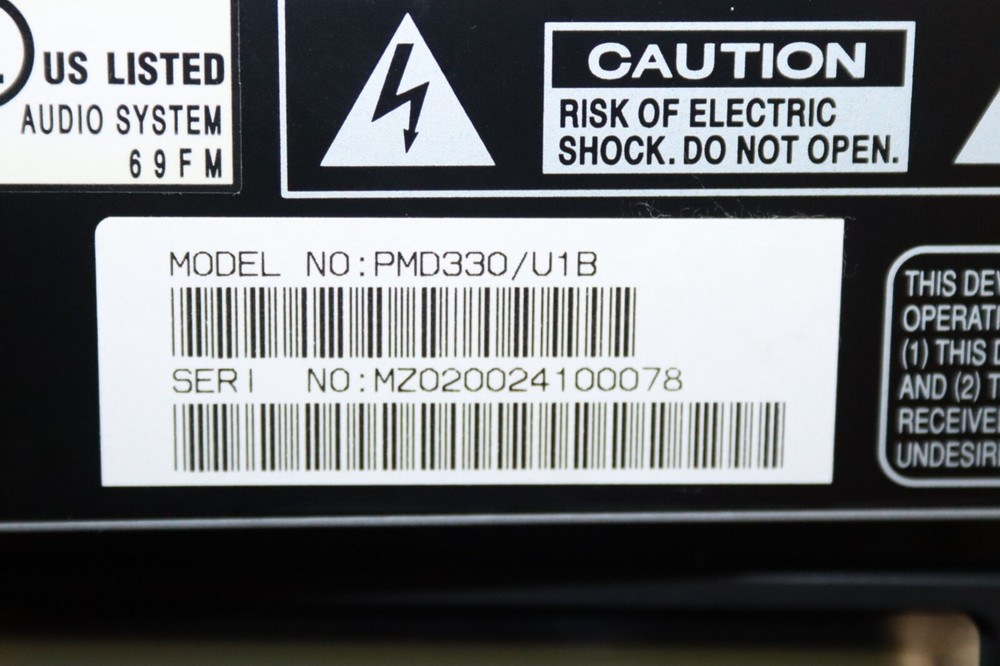 US LISTED
AUDIO SYSTEM
69FM
CAUTION
RISK OF ELECTRIC
SHOCK. DO NOT OPEN.
MODEL NO:PMD330/U1B
SERI NO:MZ020024100078
THIS DE
OPERATI
(1) THIS
AND (2) T
RECEIVE
UNDESIR